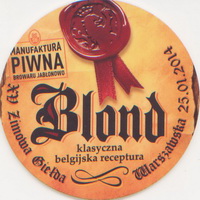 MANUFAKTURA
PIWNA
BROWARU JABŁONOWO
Blond
klasyczna
belgijska receptura
XV Zimowa Giełda Warszawska 25.01.2014